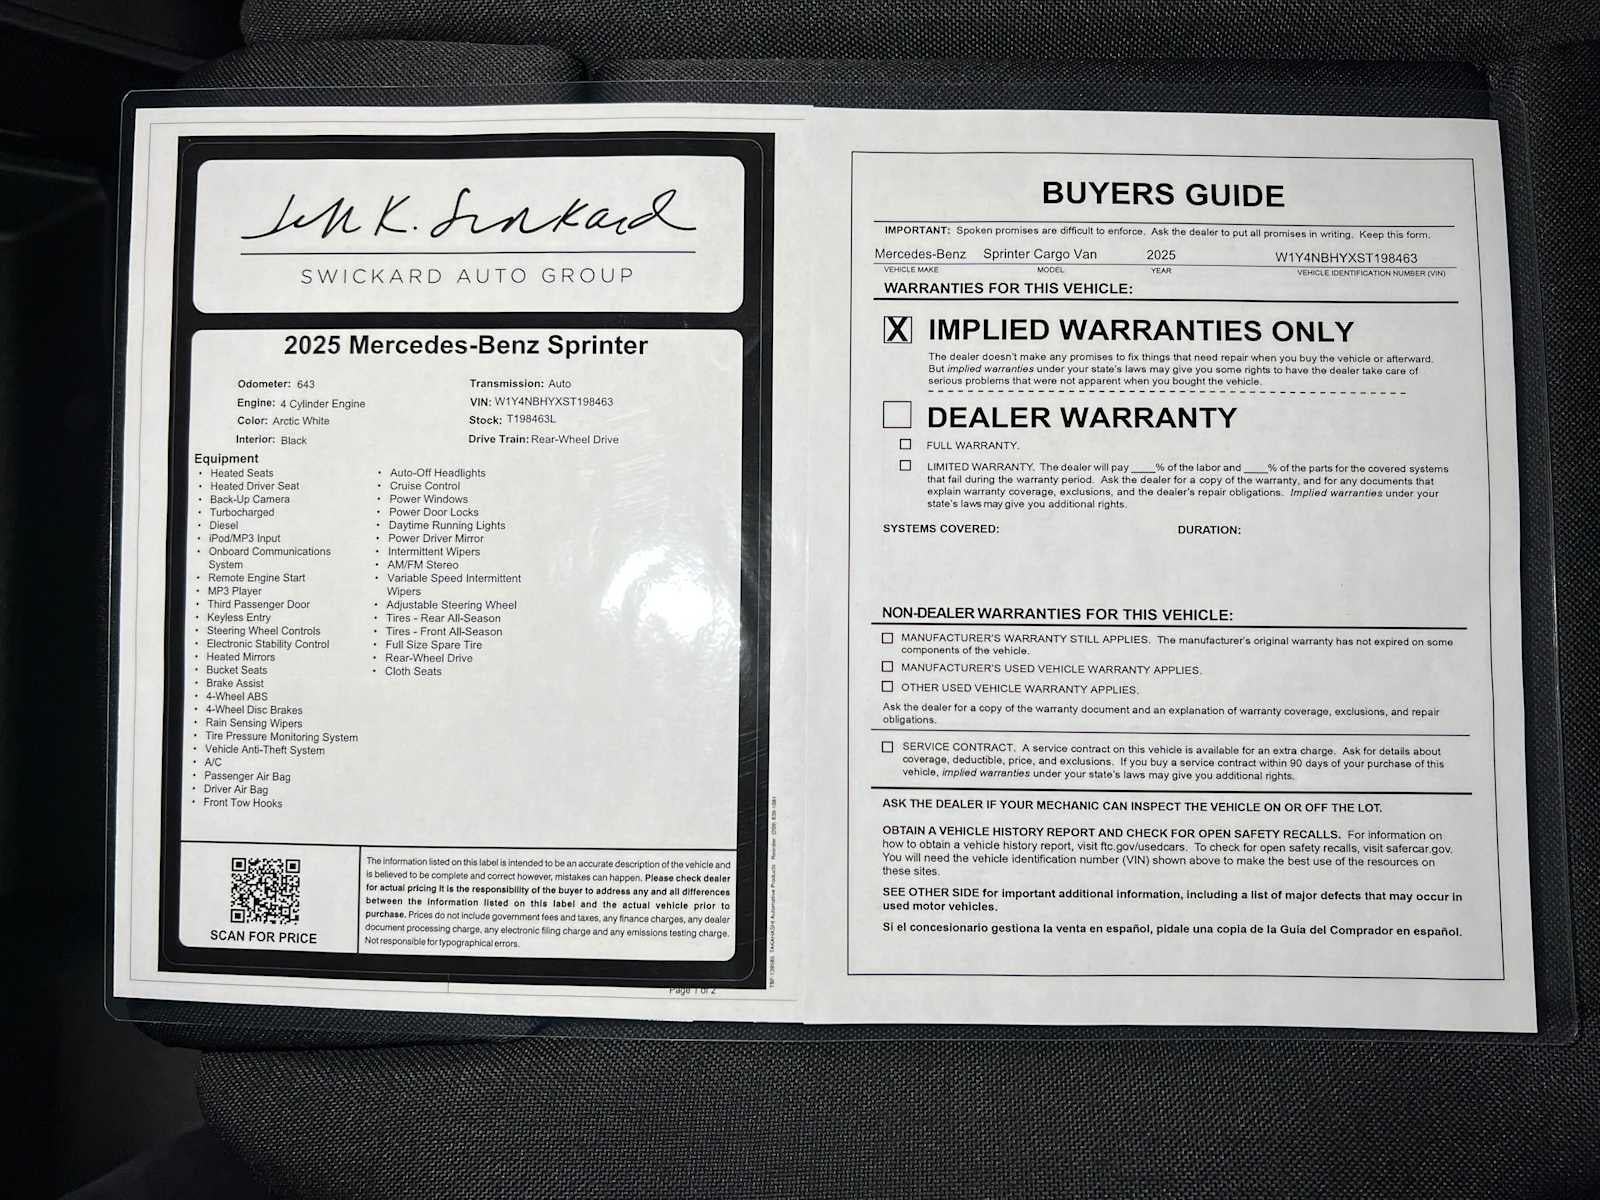 Jeff K. Swickard
SWICKARD AUTO GROUP
2025 Mercedes-Benz Sprinter
Odometer: 643
Engine: 4 Cylinder Engine
Color: Arctic White
Interior: Black
Transmission: Auto
VIN: W1Y4NBHYXST198463
Stock: T198463L
Drive Train: Rear-Wheel Drive
Equipment
• Heated Seats
• Heated Driver Seat
• Back-Up Camera
• Turbocharged
• Diesel
• iPod/MP3 Input
• Onboard Communications
System
• Remote Engine Start
• MP3 Player
• Third Passenger Door
• Keyless Entry
• Steering Wheel Controls
• Electronic Stability Control
• Heated Mirrors
• Bucket Seats
• Brake Assist
• 4-Wheel ABS
• 4-Wheel Disc Brakes
• Rain Sensing Wipers
• Tire Pressure Monitoring System
• Vehicle Anti-Theft System
• A/C
• Passenger Air Bag
• Driver Air Bag
• Front Tow Hooks
• Auto-Off Headlights
• Cruise Control
• Power Windows
• Power Door Locks
• Daytime Running Lights
• Power Driver Mirror
• Intermittent Wipers
• AM/FM Stereo
• Variable Speed Intermittent
Wipers
• Adjustable Steering Wheel
• Tires - Rear All-Season
• Tires - Front All-Season
• Full Size Spare Tire
• Rear-Wheel Drive
• Cloth Seats
SCAN FOR PRICE
The information listed on this label is intended to be an accurate description of the vehicle and
is believed to be complete and correct however, mistakes can happen. Please check dealer
for actual pricing It is the responsibility of the buyer to address any and all differences
between the information listed on this label and the actual vehicle prior to
purchase. Prices do not include government fees and taxes, any finance charges, any dealer
document processing charge, any electronic filing charge and any emissions testing charge.
Not responsible for typographical errors.
TAKAHASHI Automotive Products Reorder
Page 1 of 2
BUYERS GUIDE
IMPORTANT: Spoken promises are difficult to enforce. Ask the dealer to put all promises in writing. Keep this form.
Mercedes-Benz Sprinter Cargo Van 2025 W1Y4NBHYXST198463
VEHICLE MAKE MODEL YEAR VEHICLE IDENTIFICATION NUMBER (VIN)
WARRANTIES FOR THIS VEHICLE:
X IMPLIED WARRANTIES ONLY
The dealer doesn't make any promises to fix things that need repair when you buy the vehicle or afterward.
But implied warranties under your state's laws may give you some rights to have the dealer take care of
serious problems that were not apparent when you bought the vehicle.
DEALER WARRANTY
FULL WARRANTY.
LIMITED WARRANTY. The dealer will pay ____% of the labor and ____% of the parts for the covered systems
that fail during the warranty period. Ask the dealer for a copy of the warranty, and for any documents that
explain warranty coverage, exclusions, and the dealer's repair obligations. Implied warranties under your
state's laws may give you additional rights.
SYSTEMS COVERED: DURATION:
NON-DEALER WARRANTIES FOR THIS VEHICLE:
MANUFACTURER'S WARRANTY STILL APPLIES. The manufacturer's original warranty has not expired on some
components of the vehicle.
MANUFACTURER'S USED VEHICLE WARRANTY APPLIES.
OTHER USED VEHICLE WARRANTY APPLIES.
Ask the dealer for a copy of the warranty document and an explanation of warranty coverage, exclusions, and repair
obligations.
SERVICE CONTRACT. A service contract on this vehicle is available for an extra charge. Ask for details about
coverage, deductible, price, and exclusions. If you buy a service contract within 90 days of your purchase of this
vehicle, implied warranties under your state's laws may give you additional rights.
ASK THE DEALER IF YOUR MECHANIC CAN INSPECT THE VEHICLE ON OR OFF THE LOT.
OBTAIN A VEHICLE HISTORY REPORT AND CHECK FOR OPEN SAFETY RECALLS. For information on
how to obtain a vehicle history report, visit ftc.gov/usedcars. To check for open safety recalls, visit safercar.gov.
You will need the vehicle identification number (VIN) shown above to make the best use of the resources on
these sites.
SEE OTHER SIDE for important additional information, including a list of major defects that may occur in
used motor vehicles.
Si el concesionario gestiona la venta en español, pidale una copia de la Guia del Comprador en español.